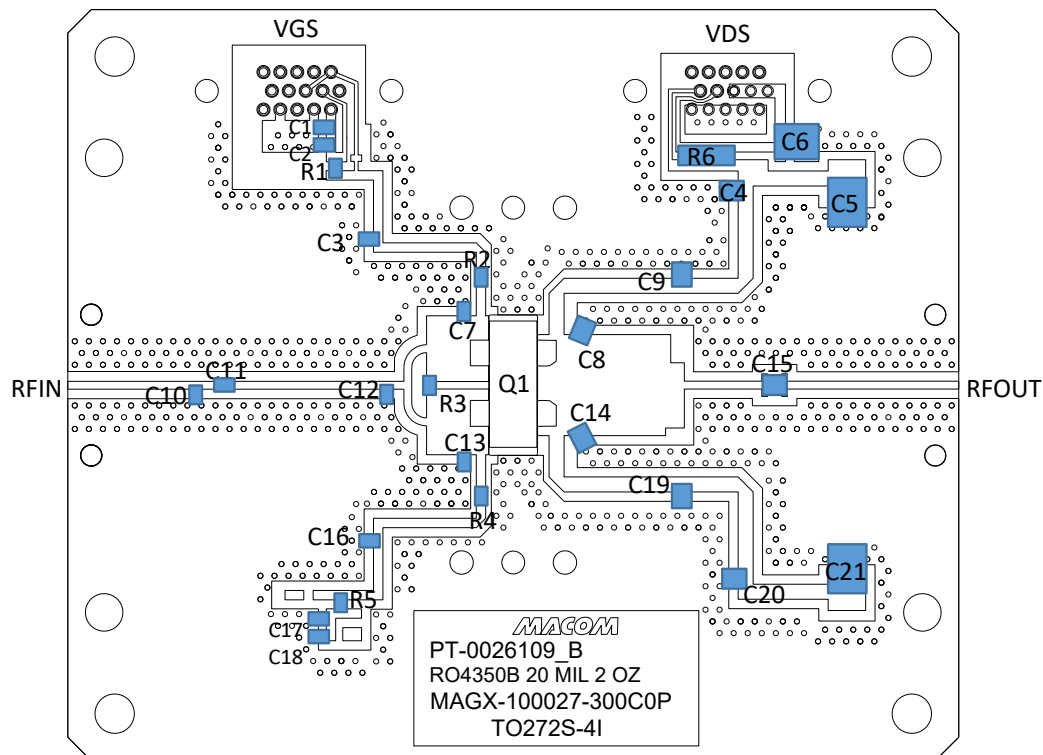 VGS
VDS
C1
C2
R1
C6
R6
C4
C5
C3
R2
C9
C7
C8
C15
RFIN
C11
C10
C12
R3
Q1
RFOUT
C14
C13
C19
R4
C16
C21
C20
R5
C17
C18
MACOM
PT-0026109_B
RO4350B 20 MIL 2 OZ
MAGX-100027-300C0P
TO272S-4I